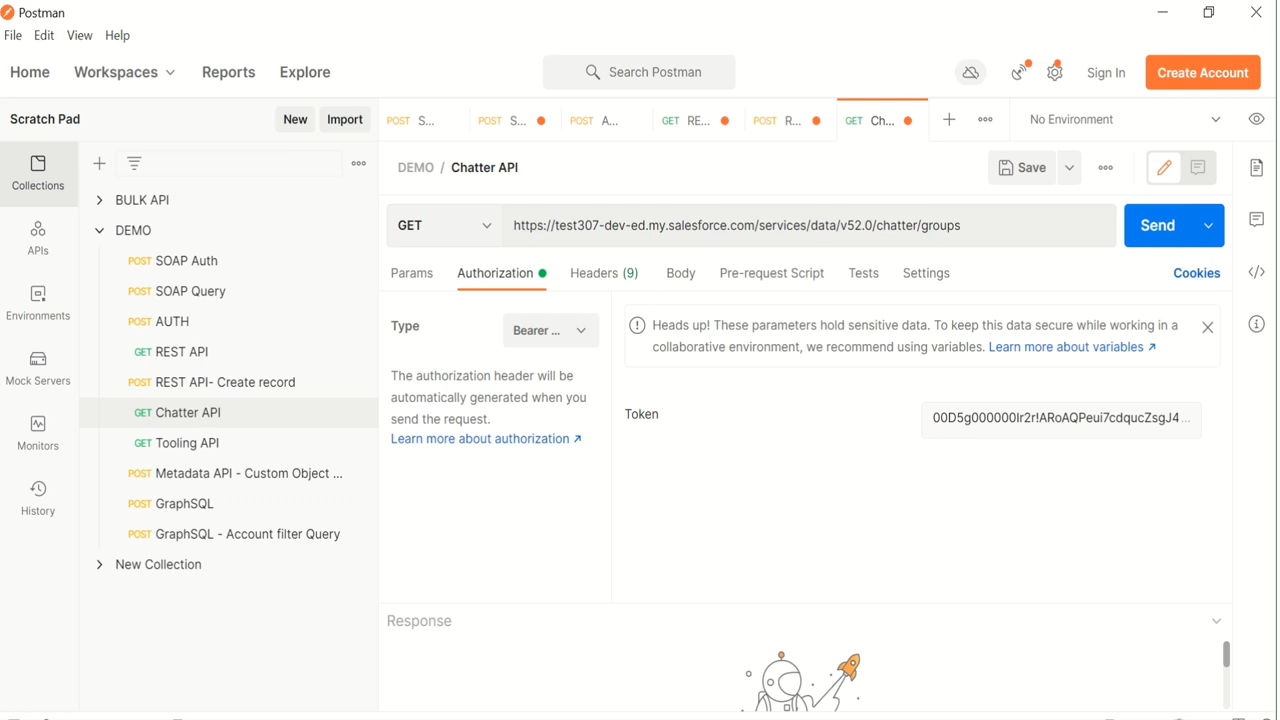 Postman
File Edit View Help
Home Workspaces Reports Explore Search Postman Sign In Create Account
Scratch Pad New Import
POST S... POST S... POST A... GET RE... POST R... GET Ch... No Environment
Collections
APIs
Environments
Mock Servers
Monitors
History
BULK API
DEMO
POST SOAP Auth
POST SOAP Query
POST AUTH
GET REST API
POST REST API- Create record
GET Chatter API
GET Tooling API
POST Metadata API - Custom Object ...
POST GraphSQL
POST GraphSQL - Account filter Query
New Collection
DEMO / Chatter API Save
GET https://test307-dev-ed.my.salesforce.com/services/data/v52.0/chatter/groups Send
Params Authorization Headers (9) Body Pre-request Script Tests Settings Cookies
Type Bearer ...
The authorization header will be
automatically generated when you
send the request.
Learn more about authorization ↗
Heads up! These parameters hold sensitive data. To keep this data secure while working in a
collaborative environment, we recommend using variables. Learn more about variables ↗
Token 00D5g000000Ir2r!ARoAQPeui7cdqucZsgJ4...
Response